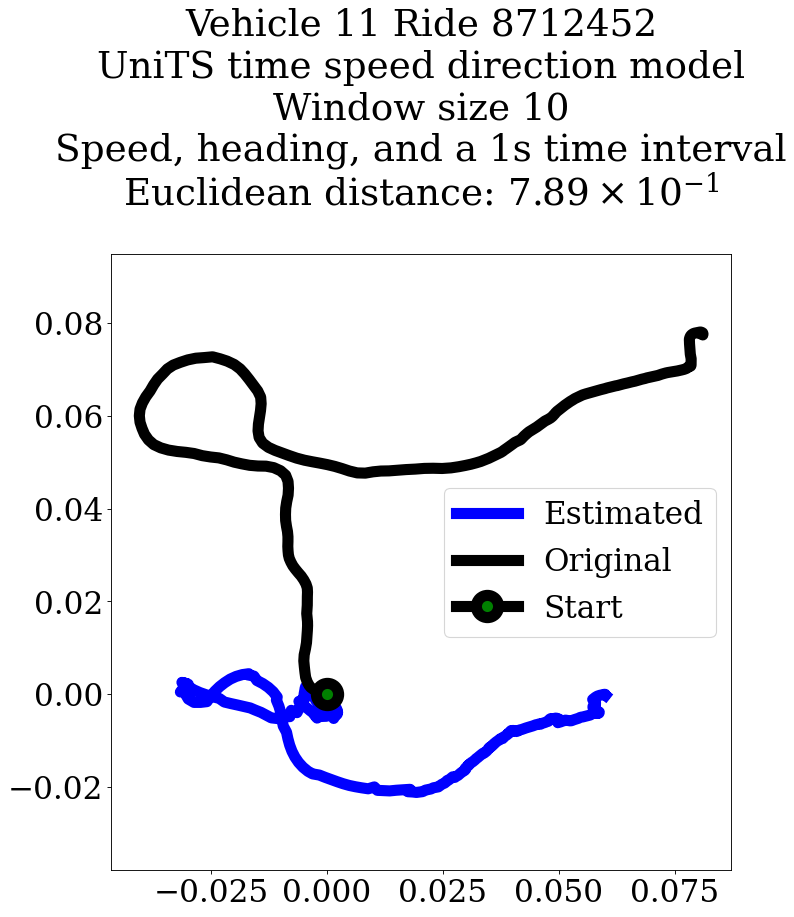 Vehicle 11 Ride 8712452
UniTS time speed direction model
Window size 10
Speed, heading, and a 1s time interval
Euclidean distance: 7.89 × 10⁻¹
0.08
0.06
0.04
0.02
0.00
−0.02
Estimated
Original
Start
−0.025 0.000 0.025 0.050 0.075